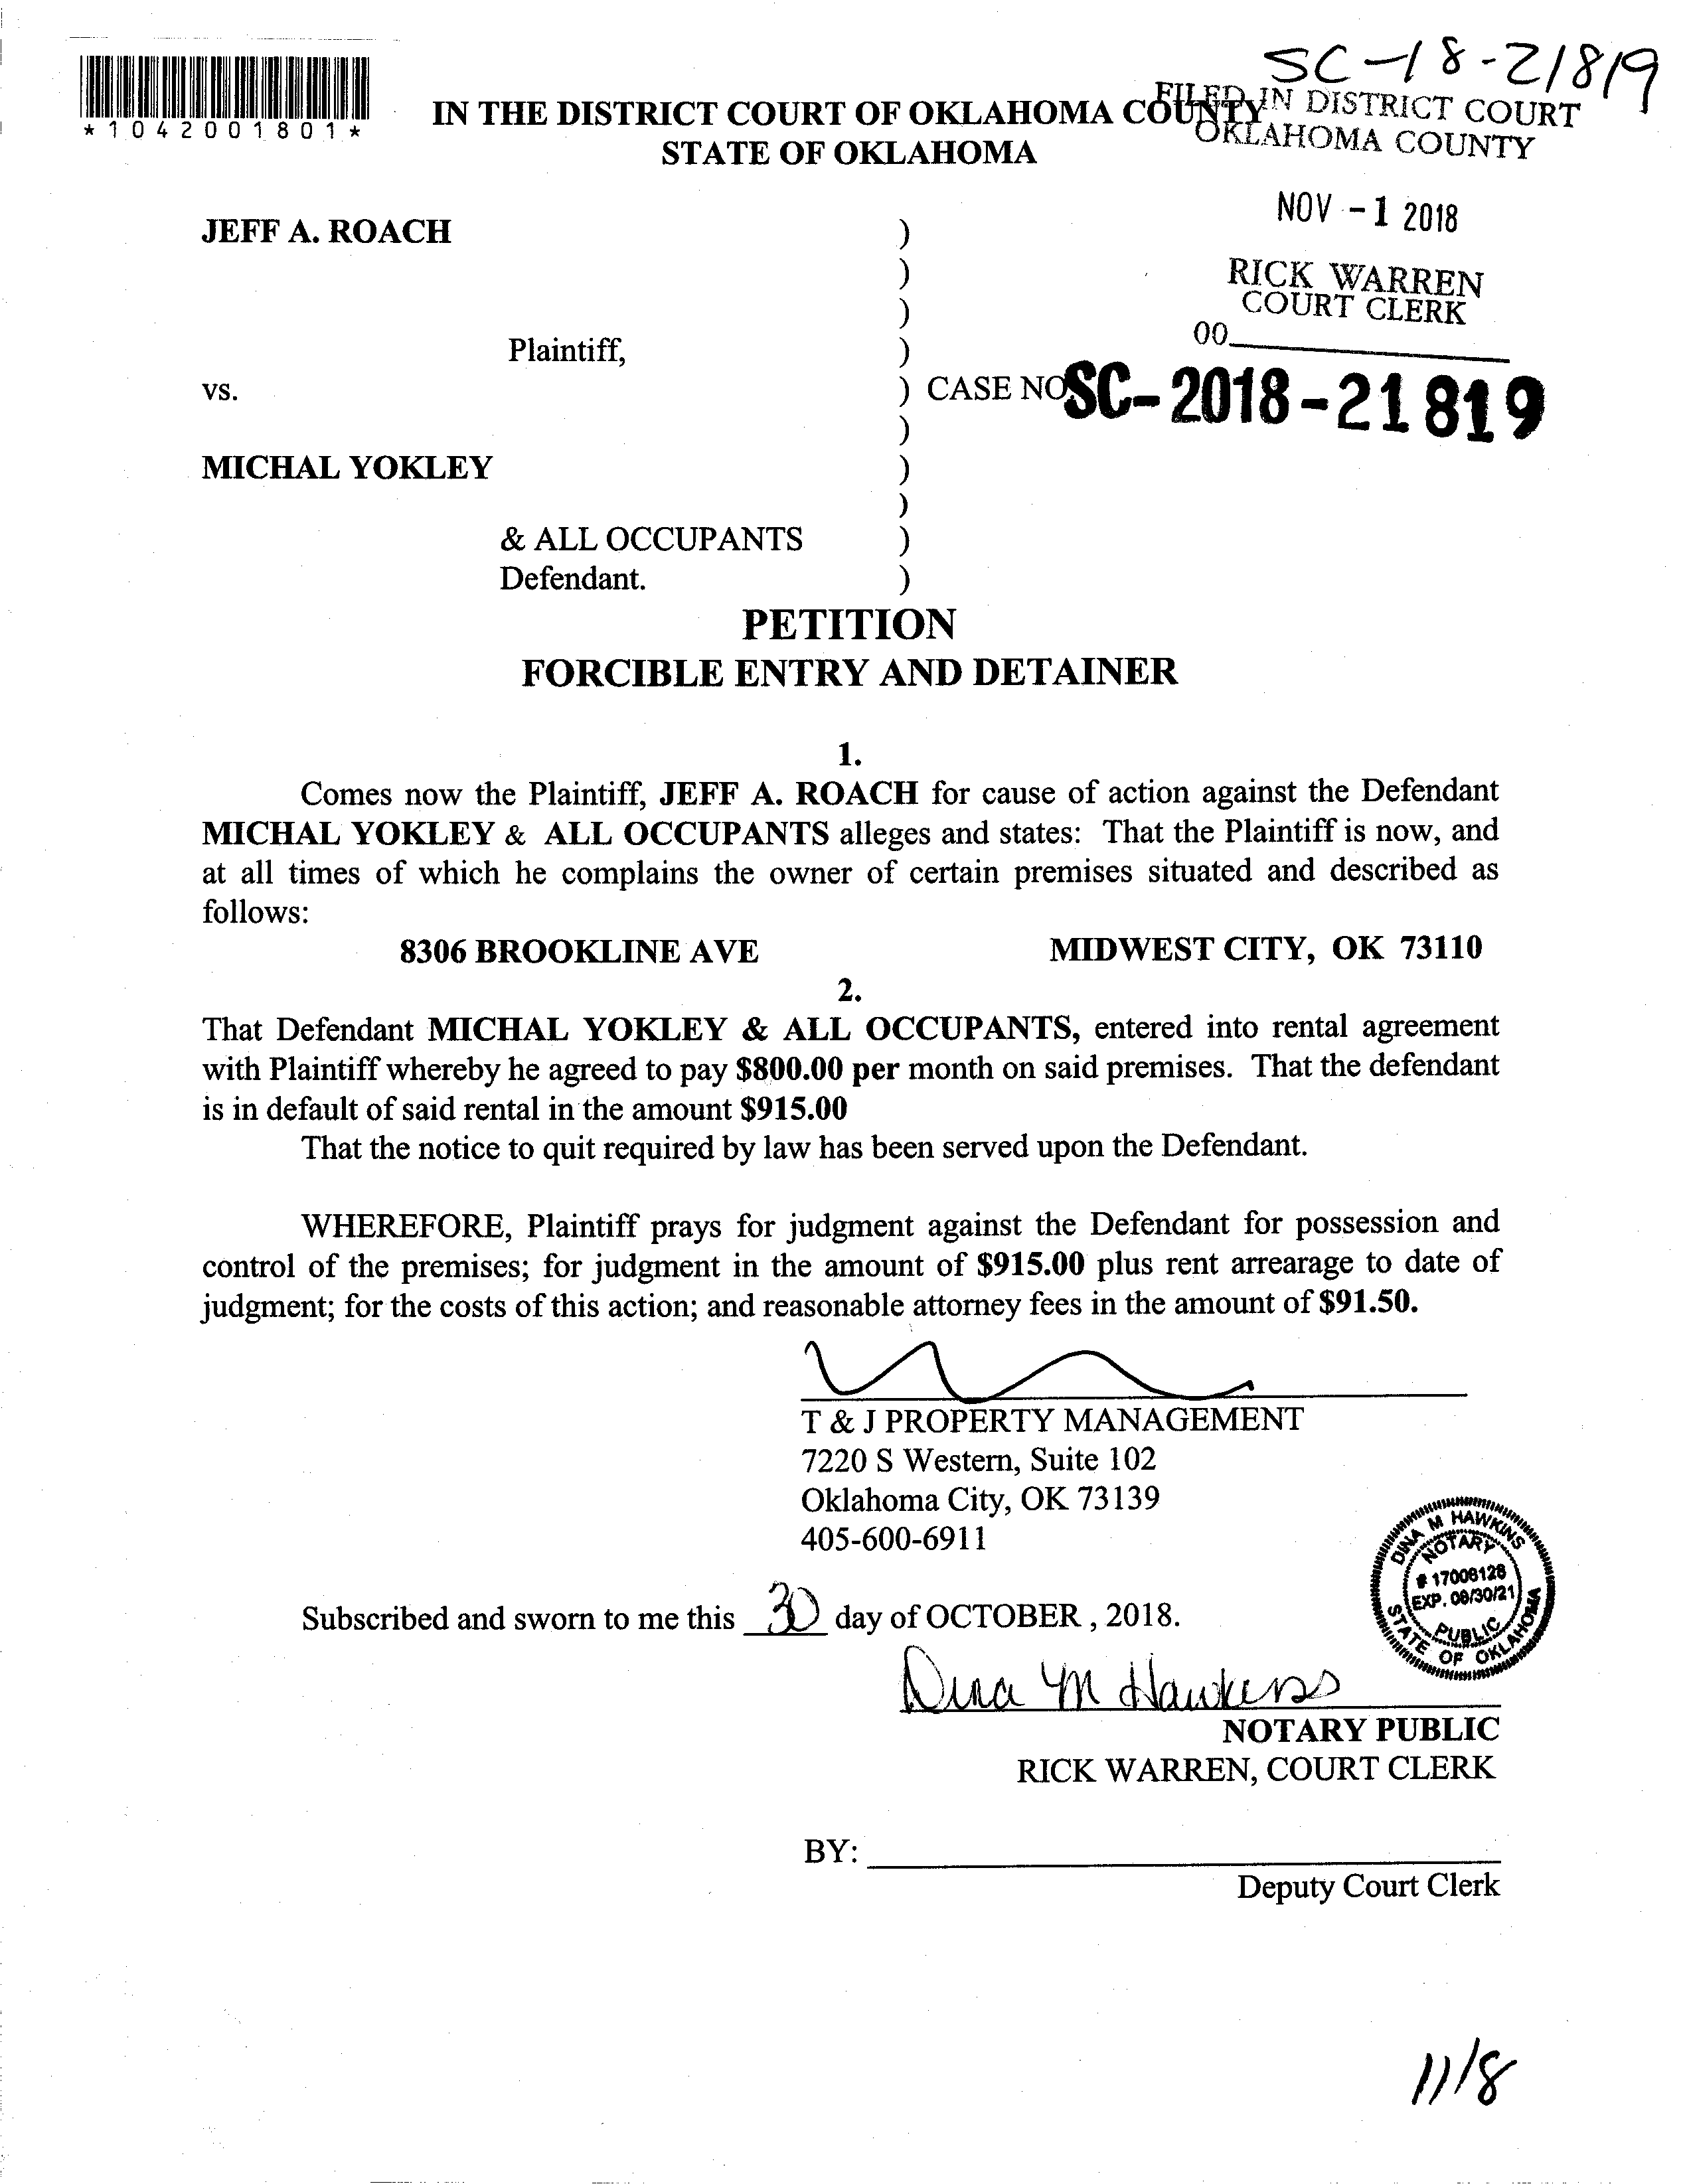 SC-18-21819
*1042001801*
IN THE DISTRICT COURT OF OKLAHOMA COUNTY
STATE OF OKLAHOMA
FILED IN DISTRICT COURT
OKLAHOMA COUNTY
NOV -1 2018
RICK WARREN
COURT CLERK
00
JEFF A. ROACH )
)
)
Plaintiff, )
vs. ) CASE NO SC-2018-21819
)
MICHAL YOKLEY )
)
& ALL OCCUPANTS )
Defendant. )
PETITION
FORCIBLE ENTRY AND DETAINER
1.
Comes now the Plaintiff, JEFF A. ROACH for cause of action against the Defendant
MICHAL YOKLEY & ALL OCCUPANTS alleges and states: That the Plaintiff is now, and
at all times of which he complains the owner of certain premises situated and described as
follows:
8306 BROOKLINE AVE MIDWEST CITY, OK 73110
2.
That Defendant MICHAL YOKLEY & ALL OCCUPANTS, entered into rental agreement
with Plaintiff whereby he agreed to pay $800.00 per month on said premises. That the defendant
is in default of said rental in the amount $915.00
That the notice to quit required by law has been served upon the Defendant.
WHEREFORE, Plaintiff prays for judgment against the Defendant for possession and
control of the premises; for judgment in the amount of $915.00 plus rent arrearage to date of
judgment; for the costs of this action; and reasonable attorney fees in the amount of $91.50.
T & J PROPERTY MANAGEMENT
7220 S Western, Suite 102
Oklahoma City, OK 73139
405-600-6911
DINA M HAWKINS
NOTARY
# 17008128
EXP. 08/30/21
PUBLIC
STATE OF OKLAHOMA
Subscribed and sworn to me this 30 day of OCTOBER , 2018.
Dina M Hawkins
NOTARY PUBLIC
RICK WARREN, COURT CLERK
BY:
Deputy Court Clerk
11/8